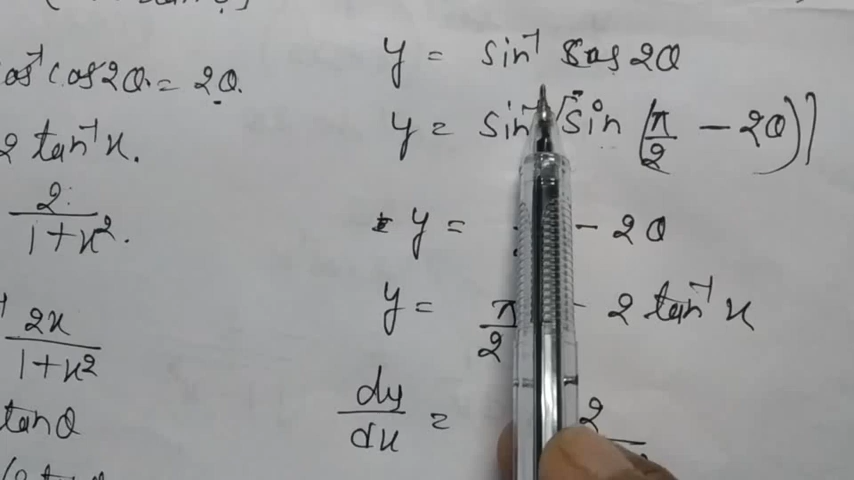 cos⁻¹ cos2θ = 2θ.
2 tan⁻¹ x.
2 / 1+x².
2x / 1+x²
tanθ
y = sin⁻¹ cos 2θ
y = sin⁻¹ [sin (π/2 − 2θ)]
y = − 2θ
y = π/2 − 2 tan⁻¹ x
dy/dx = 2